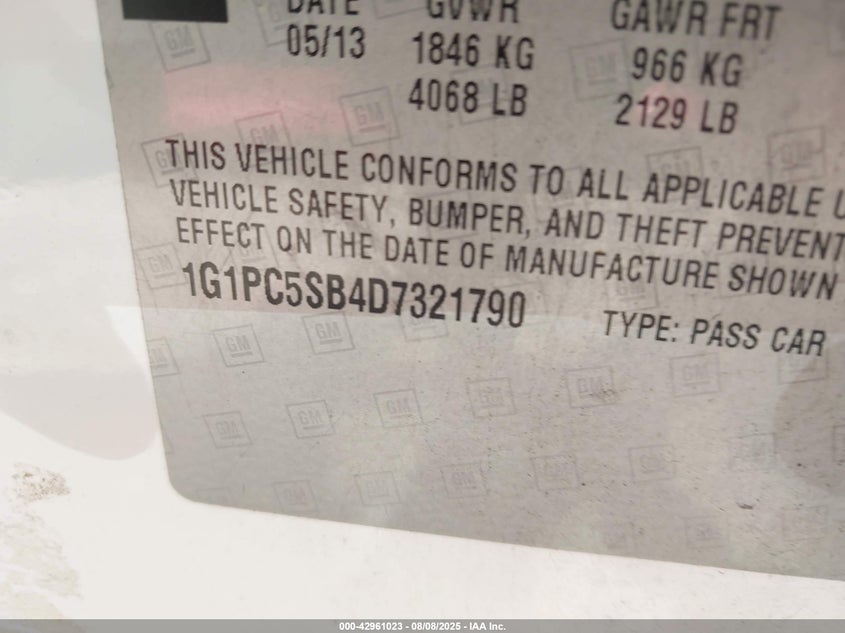 DATE GVWR GAWR FRT
05/13 1846 KG 966 KG
4068 LB 2129 LB
THIS VEHICLE CONFORMS TO ALL APPLICABLE U
VEHICLE SAFETY, BUMPER, AND THEFT PREVENT
EFFECT ON THE DATE OF MANUFACTURE SHOWN
1G1PC5SB4D7321790 TYPE: PASS CAR
000-42961023 - 08/08/2025 - IAA Inc.